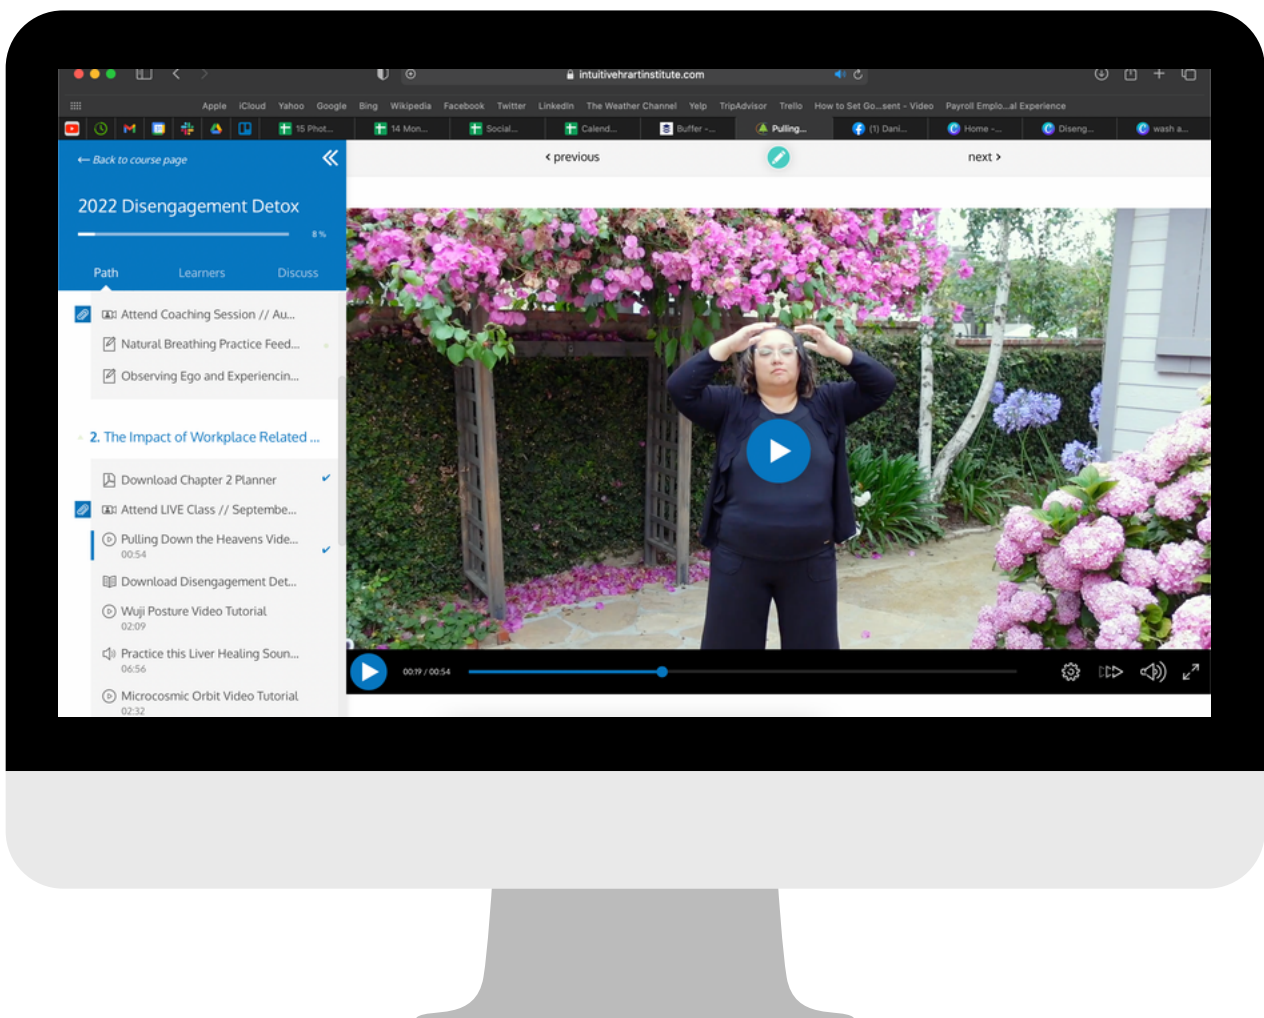 intuitivehrartinstitute.com
Apple iCloud Yahoo Google Bing Wikipedia Facebook Twitter LinkedIn The Weather Channel Yelp TripAdvisor Trello How to Set Go...sent - Video Payroll Emplo...al Experience
15 Phot... 14 Mon... Social... Calend... Buffer -... Pulling... (1) Dani... Home -... Diseng... wash a...
← Back to course page
‹ previous
next ›
2022 Disengagement Detox
8 %
Path Learners Discuss
Attend Coaching Session // Au...
Natural Breathing Practice Feed...
Observing Ego and Experiencin...
2. The Impact of Workplace Related ...
Download Chapter 2 Planner
Attend LIVE Class // Septembe...
Pulling Down the Heavens Vide...
00:54
Download Disengagement Det...
Wuji Posture Video Tutorial
02:09
Practice this Liver Healing Soun...
06:56
Microcosmic Orbit Video Tutorial
02:32
00:19 / 00:54